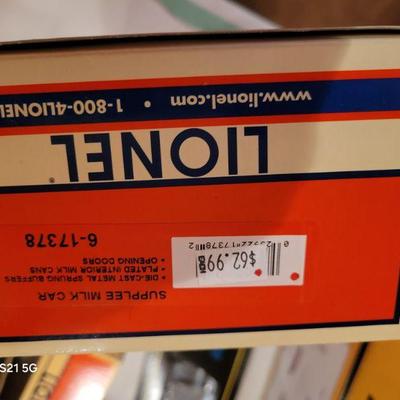 SUPPLEE MILK CAR
• DIE-CAST METAL SPRUNG BUFFERS
• PLATED INTERIOR MILK CANS
• OPENING DOORS
6-17378
$62.99
LIONEL®
www.lionel.com • 1-800-4LIONEL
S21 5G